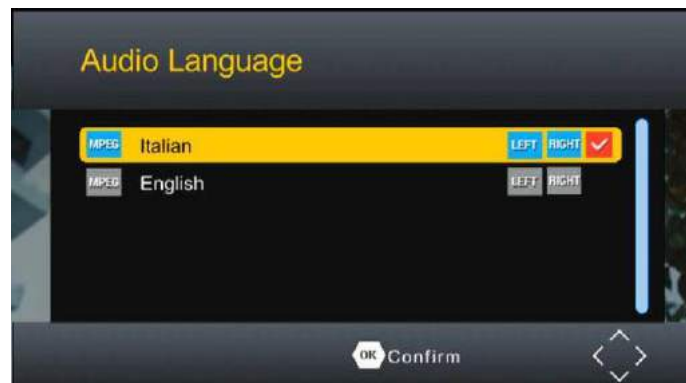 Audio Language
MPEG Italian LEFT RIGHT
MPEG English LEFT RIGHT
OK Confirm